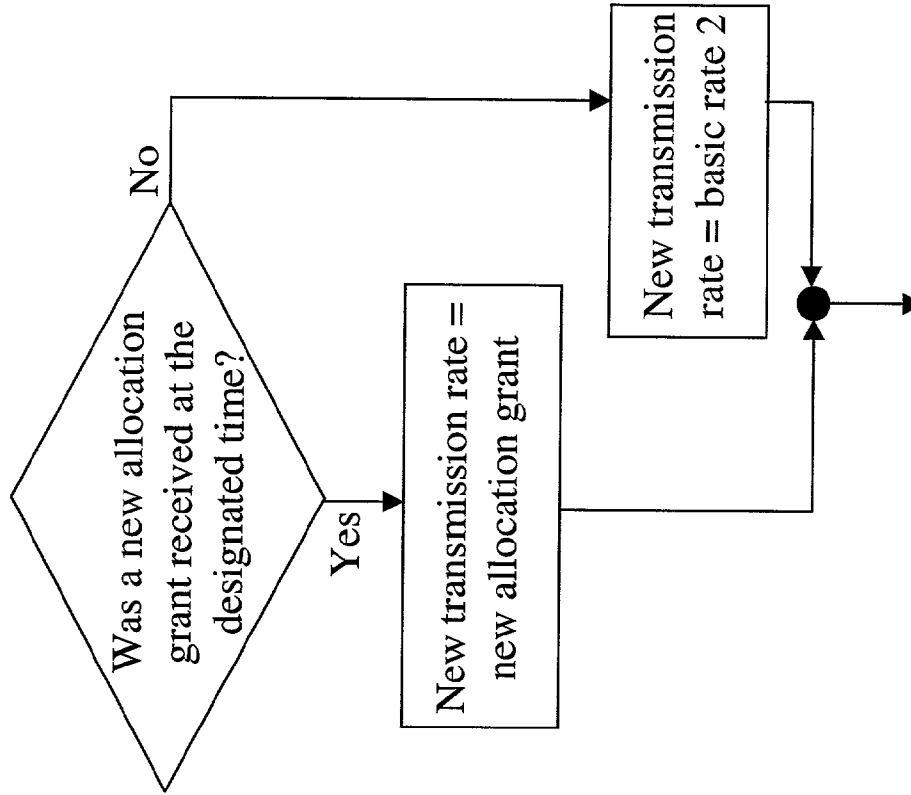 Was a new allocation
grant received at the
designated time?
No
Yes
New transmission rate =
new allocation grant
New transmission
rate = basic rate 2